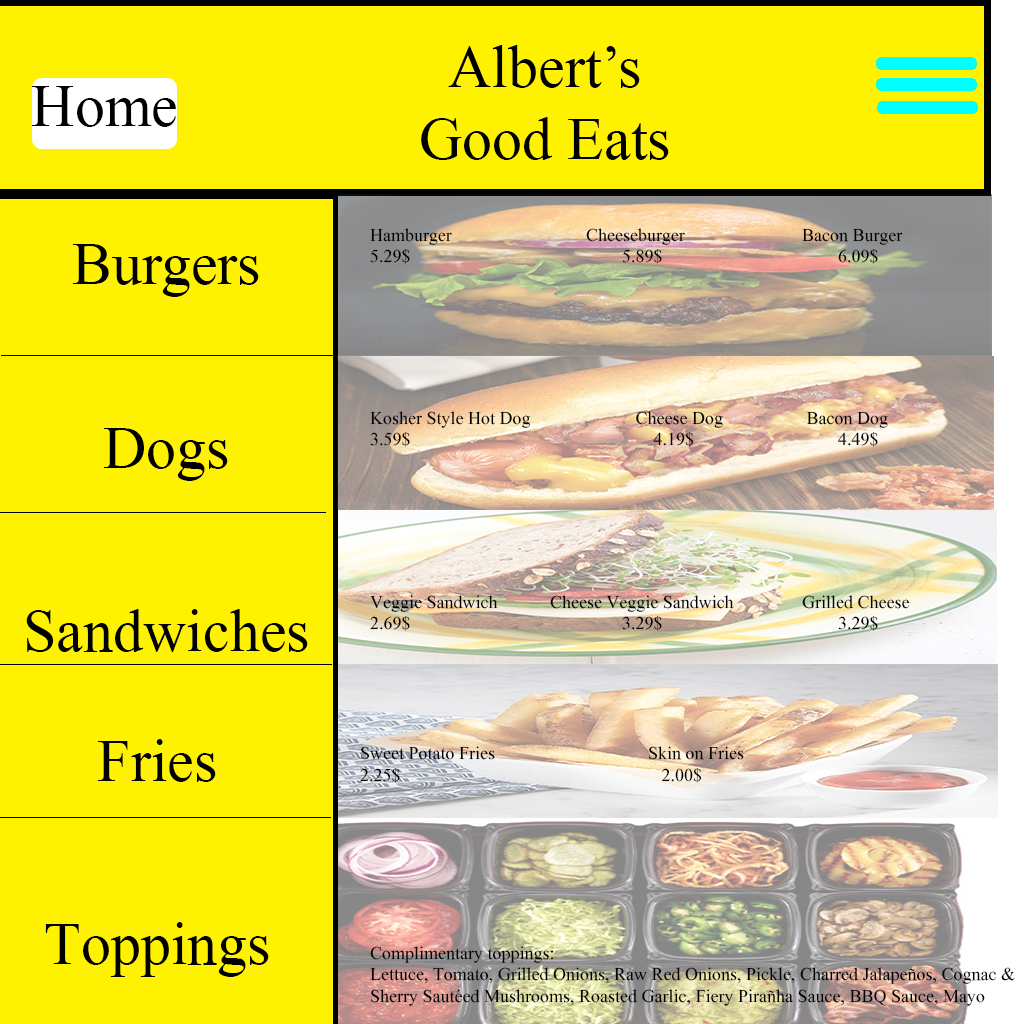 Home
Albert’s
Good Eats
Burgers
Hamburger Cheeseburger Bacon Burger
5.29$ 5.89$ 6.09$
Dogs
Kosher Style Hot Dog Cheese Dog Bacon Dog
3.59$ 4.19$ 4.49$
Sandwiches
Veggie Sandwich Cheese Veggie Sandwich Grilled Cheese
2.69$ 3.29$ 3.29$
Fries
Sweet Potato Fries Skin on Fries
2.25$ 2.00$
Toppings
Complimentary toppings:
Lettuce, Tomato, Grilled Onions, Raw Red Onions, Pickle, Charred Jalapeños, Cognac &
Sherry Sautéed Mushrooms, Roasted Garlic, Fiery Pirañha Sauce, BBQ Sauce, Mayo